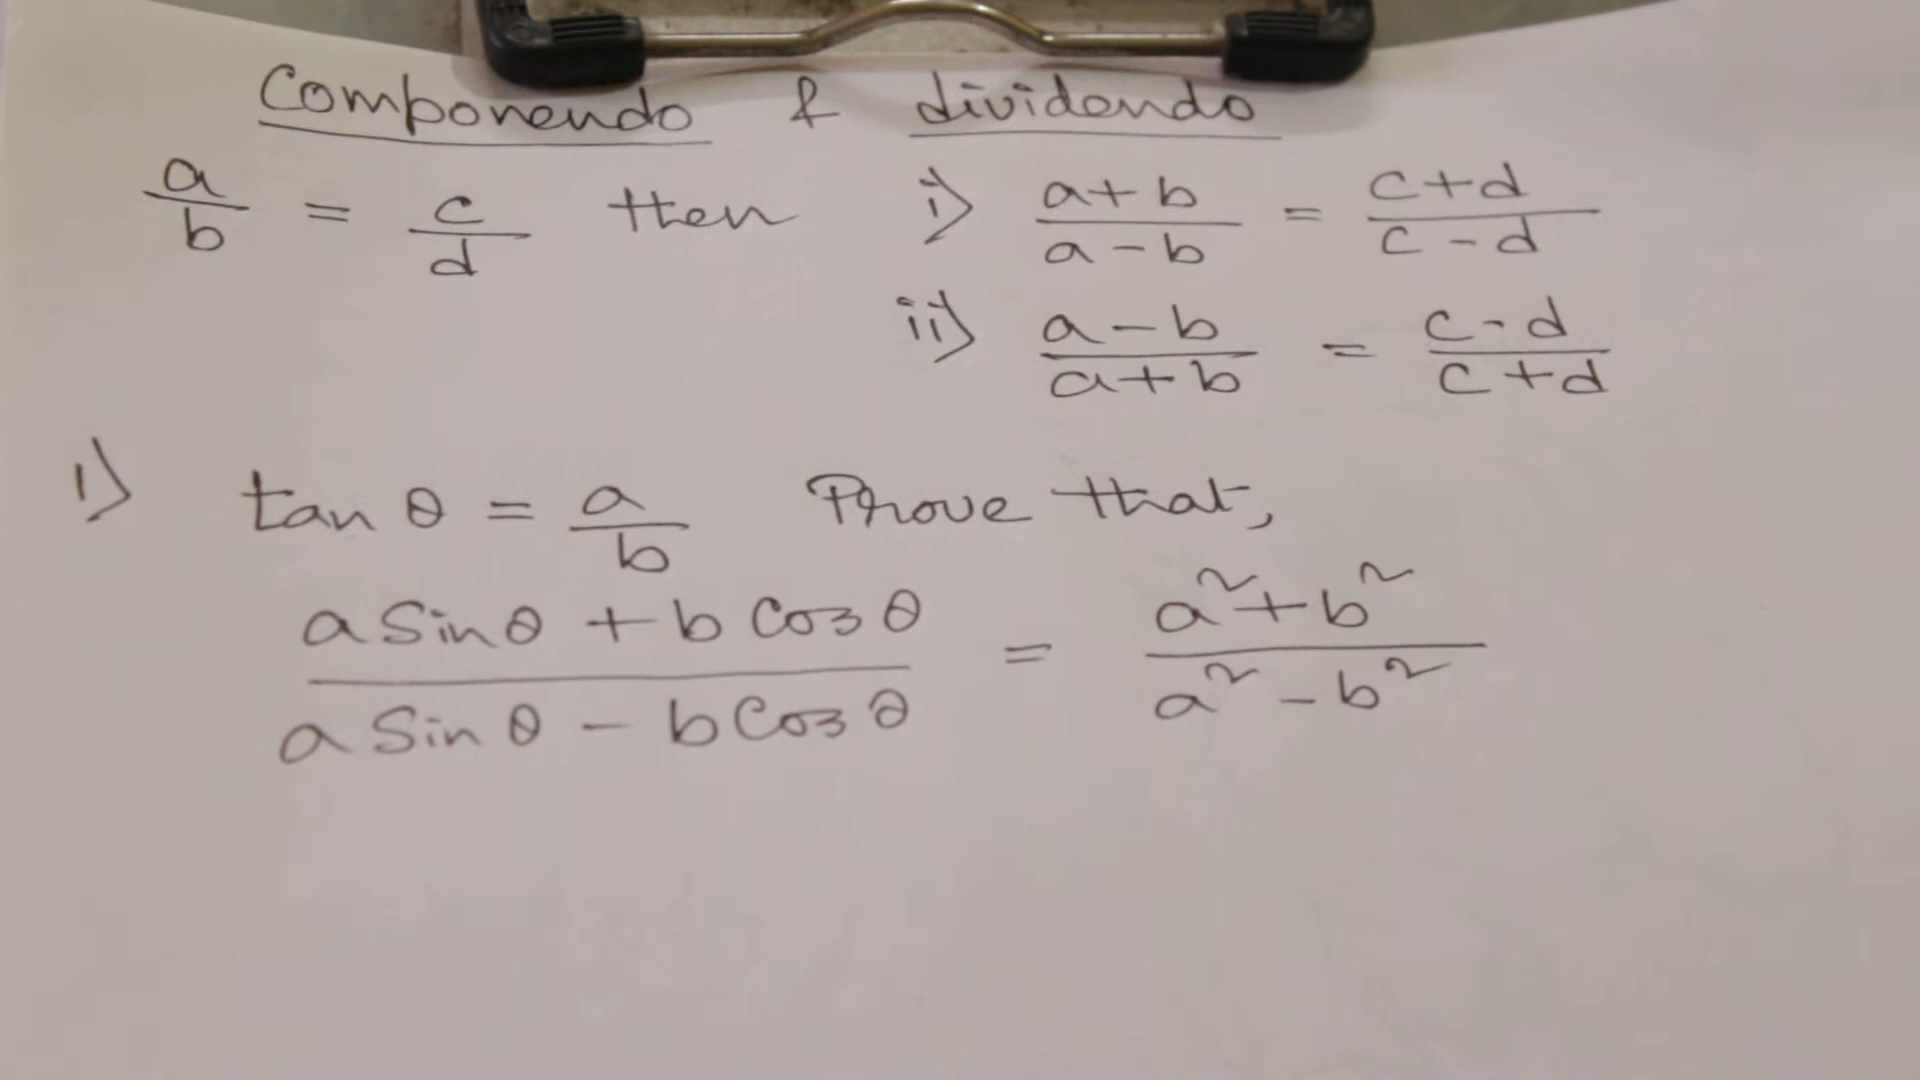 Componendo & dividendo
a/b = c/d then i) a+b/a-b = c+d/c-d
ii) a-b/a+b = c-d/c+d
1) tan θ = a/b Prove that,
a Sin θ + b Cos θ/a Sin θ - b Cos θ = a²+b²/a²-b²